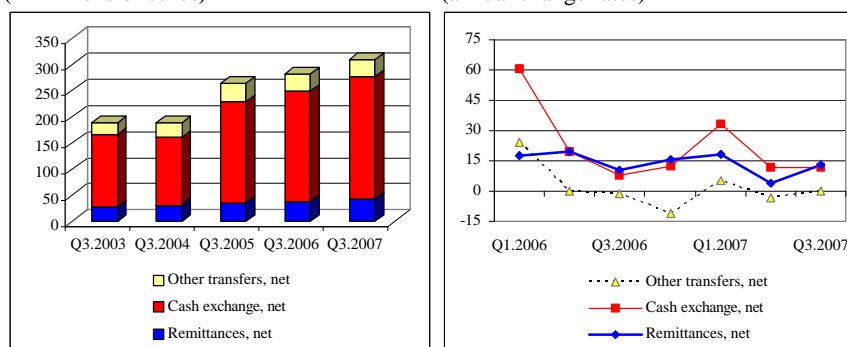 350
300
250
200
150
100
50
0
Q3.2003 Q3.2004 Q3.2005 Q3.2006 Q3.2007
Other transfers, net
Cash exchange, net
Remittances, net
75
60
45
30
15
0
-15
Q1.2006 Q3.2006 Q1.2007 Q3.2007
Other transfers, net
Cash exchange, net
Remittances, net